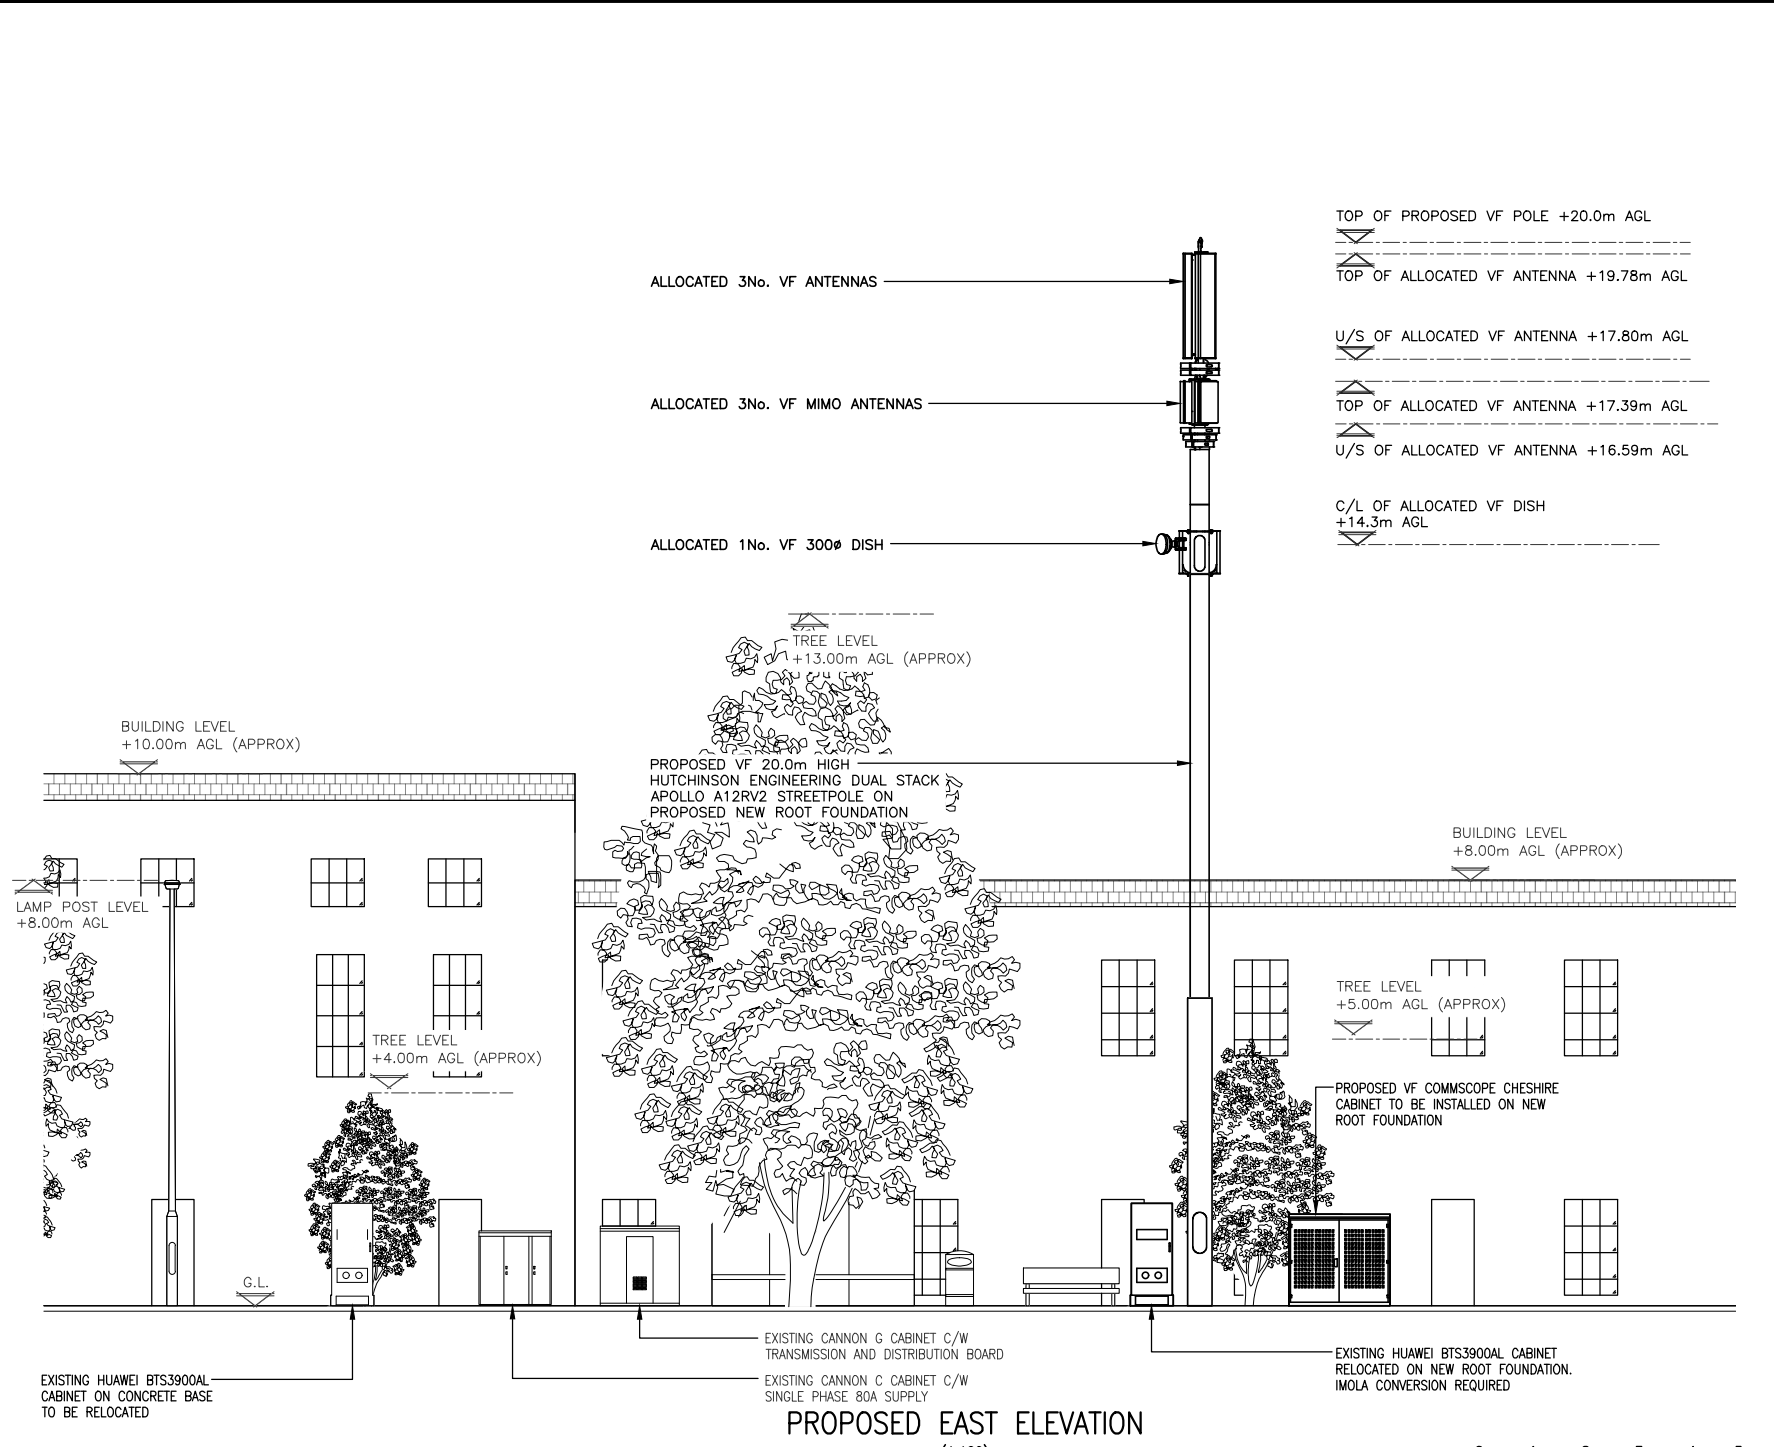 TOP OF PROPOSED VF POLE +20.0m AGL
ALLOCATED 3No. VF ANTENNAS
TOP OF ALLOCATED VF ANTENNA +19.78m AGL
U/S OF ALLOCATED VF ANTENNA +17.80m AGL
ALLOCATED 3No. VF MIMO ANTENNAS
TOP OF ALLOCATED VF ANTENNA +17.39m AGL
U/S OF ALLOCATED VF ANTENNA +16.59m AGL
C/L OF ALLOCATED VF DISH
+14.3m AGL
ALLOCATED 1No. VF 300ø DISH
TREE LEVEL
+13.00m AGL (APPROX)
BUILDING LEVEL
+10.00m AGL (APPROX)
PROPOSED VF 20.0m HIGH
HUTCHINSON ENGINEERING DUAL STACK
APOLLO A12RV2 STREETPOLE ON
PROPOSED NEW ROOT FOUNDATION
BUILDING LEVEL
+8.00m AGL (APPROX)
LAMP POST LEVEL
+8.00m AGL
TREE LEVEL
+5.00m AGL (APPROX)
TREE LEVEL
+4.00m AGL (APPROX)
PROPOSED VF COMMSCOPE CHESHIRE
CABINET TO BE INSTALLED ON NEW
ROOT FOUNDATION
G.L.
EXISTING CANNON G CABINET C/W
TRANSMISSION AND DISTRIBUTION BOARD
EXISTING HUAWEI BTS3900AL CABINET
RELOCATED ON NEW ROOT FOUNDATION.
IMOLA CONVERSION REQUIRED
EXISTING HUAWEI BTS3900AL
CABINET ON CONCRETE BASE
TO BE RELOCATED
EXISTING CANNON C CABINET C/W
SINGLE PHASE 80A SUPPLY
PROPOSED EAST ELEVATION